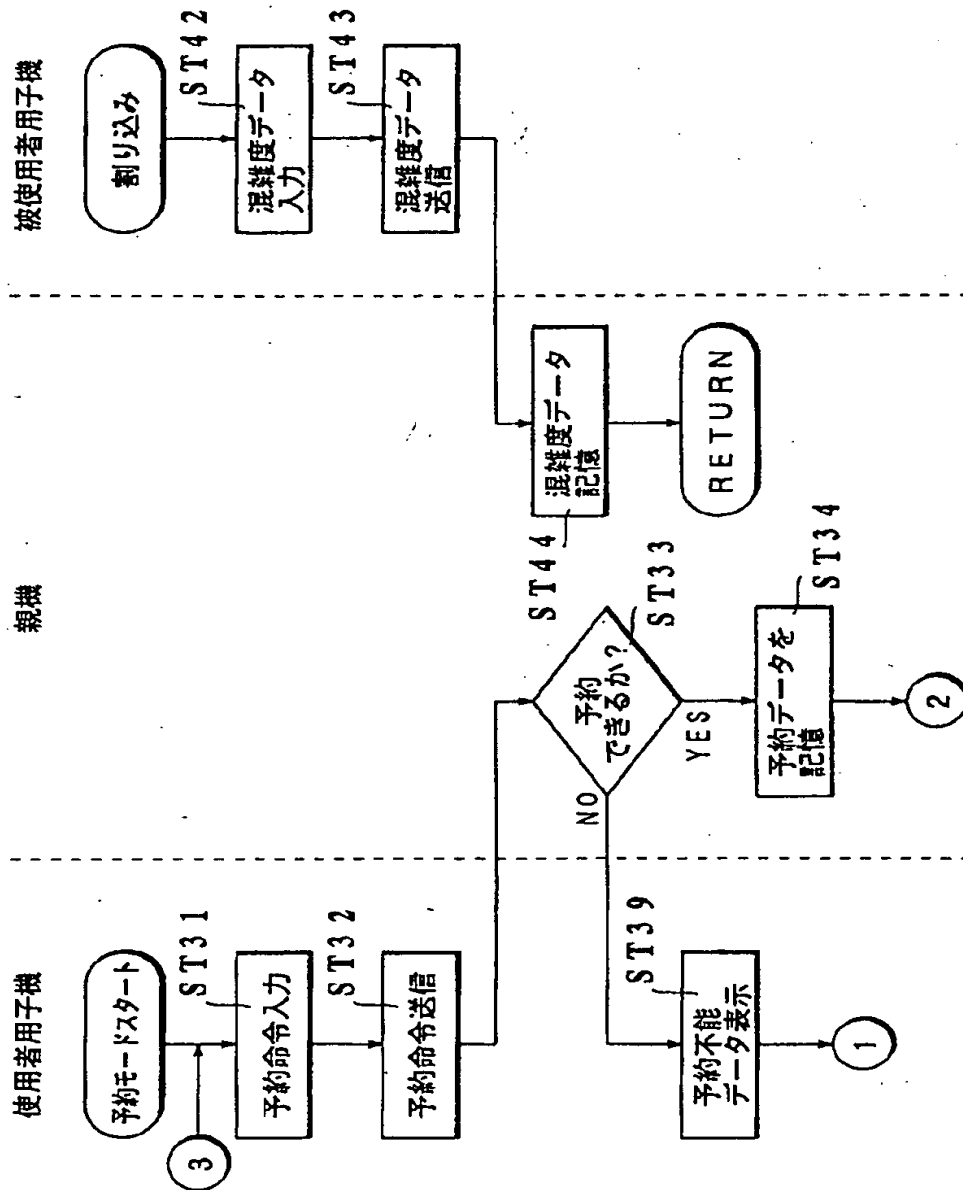 使用者用子機
親機
被使用者用子機
予約モードスタート
3
予約命令入力
ST31
予約命令送信
ST32
予約
できるか?
ST33
NO
YES
予約不能
データ表示
ST39
1
予約データを
記憶
ST34
2
割り込み
混雑度データ
入力
ST42
混雑度データ
送信
ST43
混雑度データ
記憶
ST44
RETURN